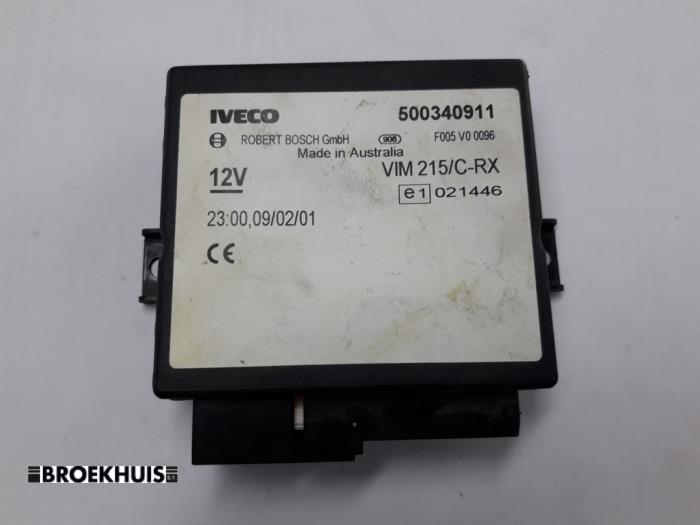 IVECO 500340911
ROBERT BOSCH GmbH 906 F005 V0 0096
Made in Australia
12V VIM 215/C-RX
e1 021446
23:00,09/02/01
CE
BROEKHUIS B.V.